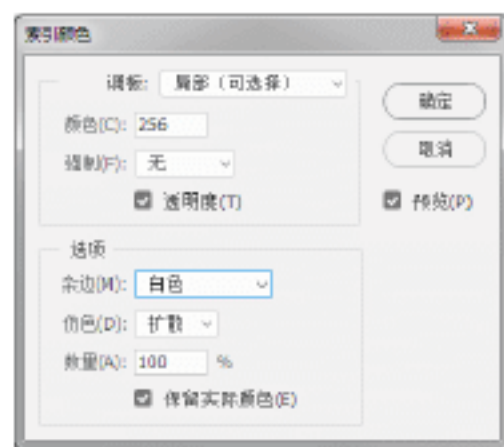 索引颜色
调板: 局部（可选择）
颜色(C): 256
强制(F): 无
透明度(T)
确定
取消
预览(P)
选项
杂边(M): 白色
仿色(D): 扩散
数量(A): 100 %
保留实际颜色(E)